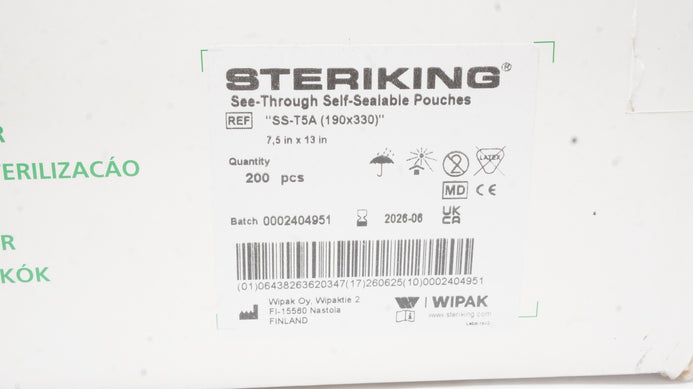 STERIKING®
See-Through Self-Sealable Pouches
REF "SS-T5A (190x330)"
7,5 in x 13 in
Quantity
200 pcs
2
LATEX
MD CE
Batch 0002404951
2026-06
UK
CA
(01)06438263620347(17)260625(10)0002404951
Wipak Oy, Wipaktie 2
FI-15560 Nastola
FINLAND
WIPAK
www.steriking.com
R
ERILIZACÁO
R
KÓK